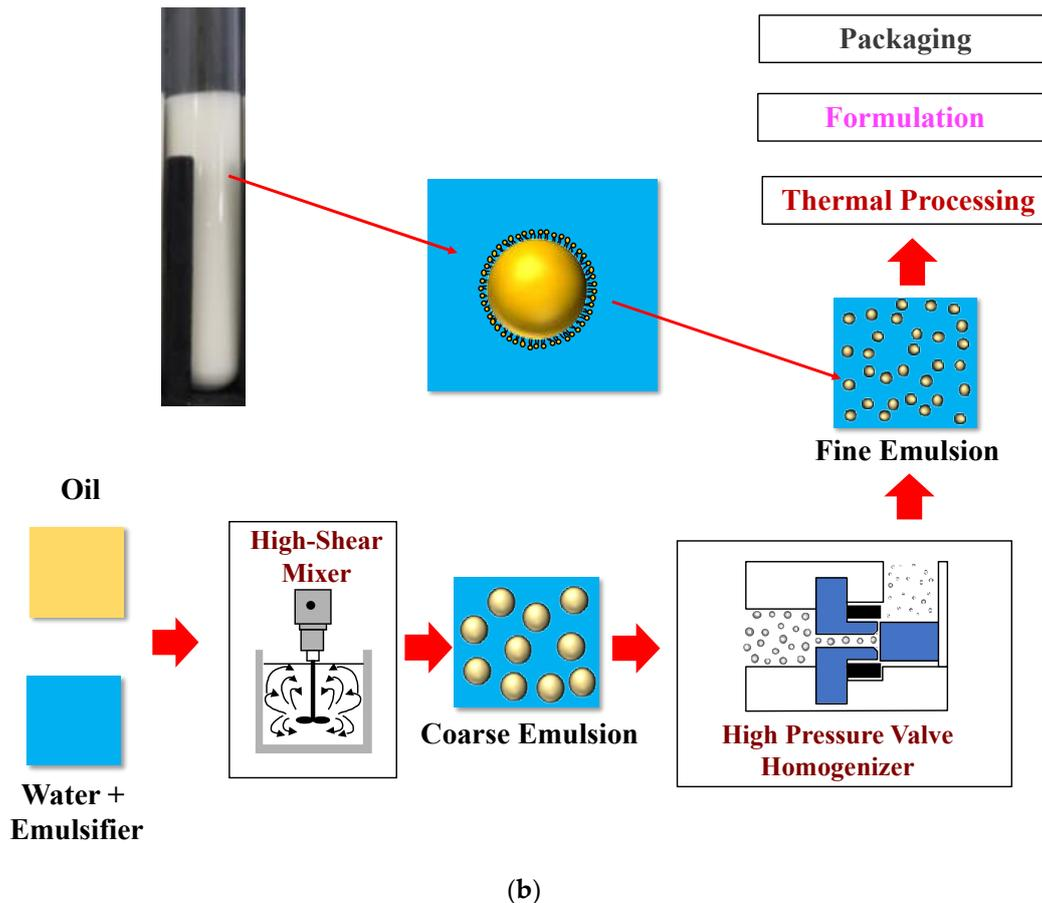 Packaging
Formulation
Thermal Processing
Fine Emulsion
Oil
High-Shear
Mixer
Coarse Emulsion
High Pressure Valve
Homogenizer
Water +
Emulsifier
(b)